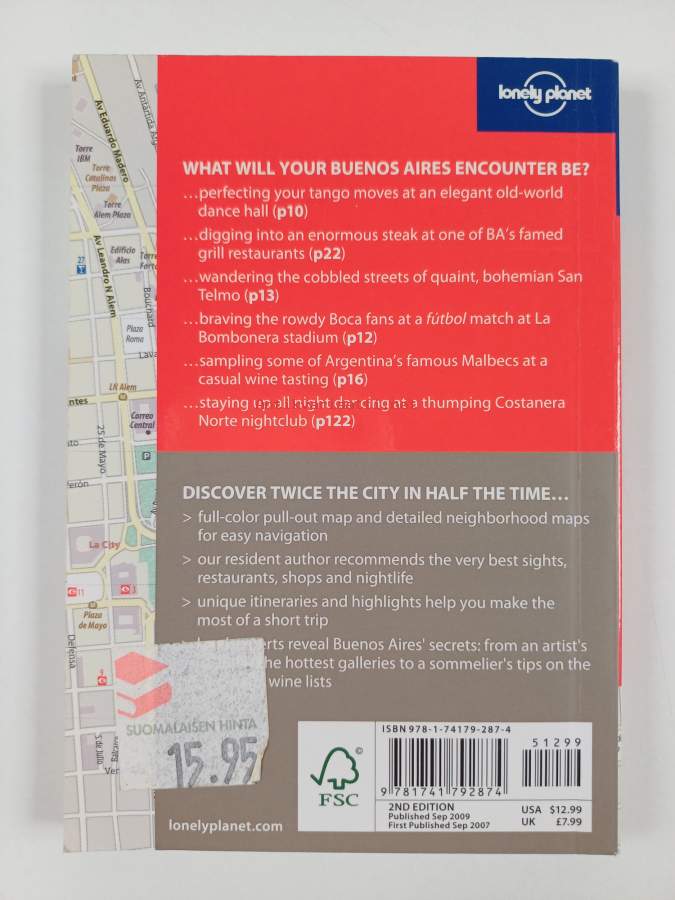 lonely planet
WHAT WILL YOUR BUENOS AIRES ENCOUNTER BE?
...perfecting your tango moves at an elegant old-world
dance hall (p10)
...digging into an enormous steak at one of BA's famed
grill restaurants (p22)
...wandering the cobbled streets of quaint, bohemian San
Telmo (p13)
...braving the rowdy Boca fans at a fútbol match at La
Bombonera stadium (p12)
...sampling some of Argentina's famous Malbecs at a
casual wine tasting (p16)
...staying up all night dancing at a thumping Costanera
Norte nightclub (p122)
DISCOVER TWICE THE CITY IN HALF THE TIME...
> full-color pull-out map and detailed neighborhood maps
for easy navigation
> our resident author recommends the very best sights,
restaurants, shops and nightlife
> unique itineraries and highlights help you make the
most of a short trip
Buenos Aires' secrets: from an artist's
the hottest galleries to a sommelier's tips on the
wine lists
SUOMALAISEN HINTA
15.95
lonelyplanet.com
FSC
©
ISBN 978-1-74179-287-4
51299
9 781741 792874
2ND EDITION
Published Sep 2009
First Published Sep 2007
USA $12.99
UK £7.99
Av Eduardo Madero
Torre
IBM
Torre
Catalinas
Plaza
Torre
Alem Plaza
Av Leandro N Alem
Edificio
Alas
27
Bouchard
Plaza
Roma
LN Alem
M
Correo
Central
25 de Mayo
P
La City
11
3
M
Plaza
de Mayo
Defensa
4
5 de Julio